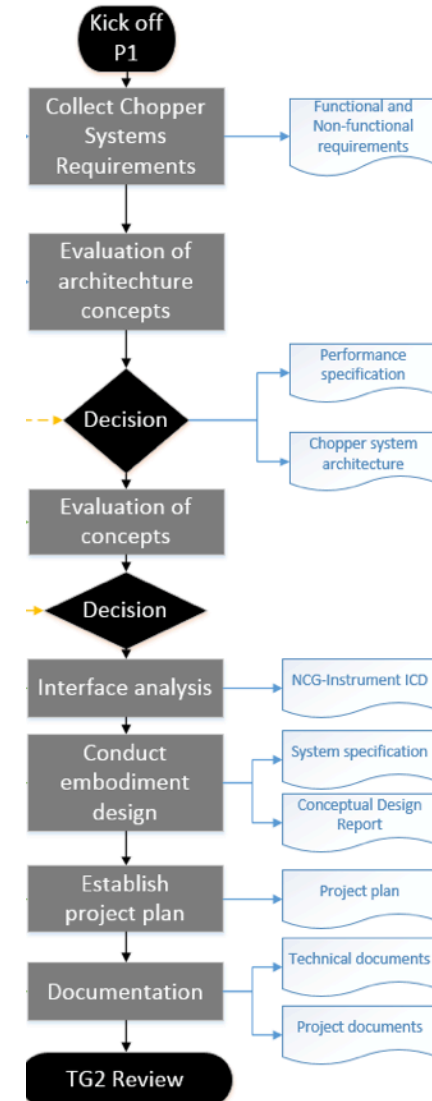 Kick off
P1
Collect Chopper
Systems
Requirements
Functional and
Non-functional
requirements
Evaluation of
architechture
concepts
Performance
specification
Decision
Chopper system
architecture
Evaluation of
concepts
Decision
Interface analysis
NCG-Instrument ICD
Conduct
embodiment
design
System specification
Conceptual Design
Report
Establish
project plan
Project plan
Documentation
Technical documents
Project documents
TG2 Review